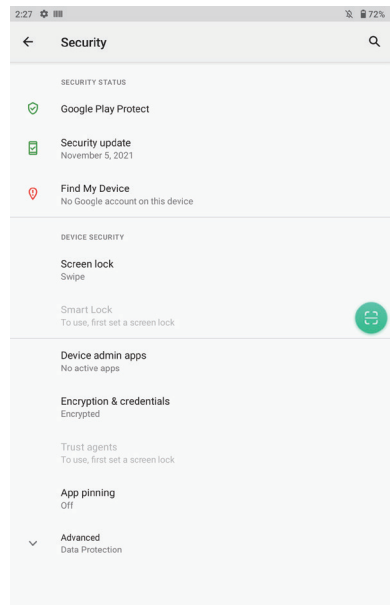 2:27 72%
Security
SECURITY STATUS
Google Play Protect
Security update
November 5, 2021
Find My Device
No Google account on this device
DEVICE SECURITY
Screen lock
Swipe
Smart Lock
To use, first set a screen lock
Device admin apps
No active apps
Encryption & credentials
Encrypted
Trust agents
To use, first set a screen lock
App pinning
Off
Advanced
Data Protection